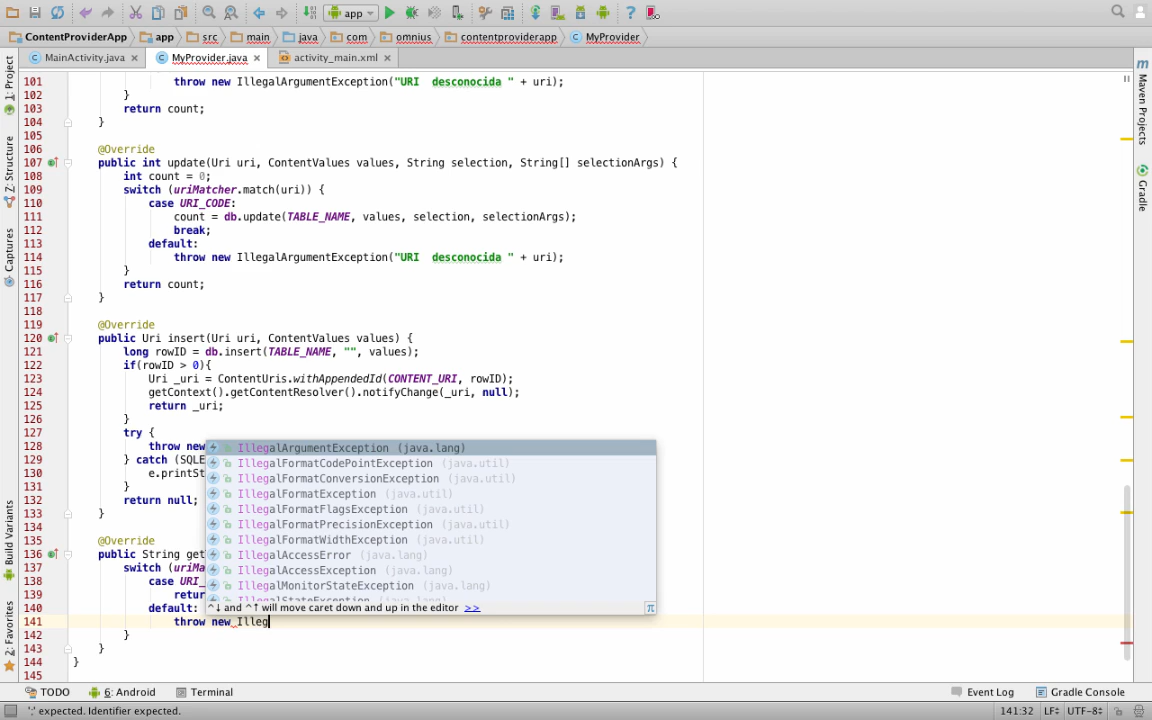 app
ContentProviderApp app src main java com omnius contentproviderapp MyProvider
MainActivity.java MyProvider.java activity_main.xml
1: Project
Z: Structure
Captures
Build Variants
2: Favorites
Maven Projects
Gradle
101 throw new IllegalArgumentException("URI desconocida " + uri);
102 }
103 return count;
104 }
105
106 @Override
107 public int update(Uri uri, ContentValues values, String selection, String[] selectionArgs) {
108 int count = 0;
109 switch (uriMatcher.match(uri)) {
110 case URI_CODE:
111 count = db.update(TABLE_NAME, values, selection, selectionArgs);
112 break;
113 default:
114 throw new IllegalArgumentException("URI desconocida " + uri);
115 }
116 return count;
117 }
118
119 @Override
120 public Uri insert(Uri uri, ContentValues values) {
121 long rowID = db.insert(TABLE_NAME, "", values);
122 if(rowID > 0){
123 Uri _uri = ContentUris.withAppendedId(CONTENT_URI, rowID);
124 getContext().getContentResolver().notifyChange(_uri, null);
125 return _uri;
126 }
127 try {
128 throw new
129 } catch (SQLE
130 e.printSt
131 }
132 return null;
133 }
134
135 @Override
136 public String get
137 switch (uriMa
138 case URI_
139 retur
140 default:
141 throw new Illeg
142 }
143 }
144 }
145
IllegalArgumentException (java.lang)
IllegalFormatCodePointException (java.util)
IllegalFormatConversionException (java.util)
IllegalFormatException (java.util)
IllegalFormatFlagsException (java.util)
IllegalFormatPrecisionException (java.util)
IllegalFormatWidthException (java.util)
IllegalAccessError (java.lang)
IllegalAccessException (java.lang)
IllegalMonitorStateException (java.lang)
IllegalStateException (java.lang)
^↓ and ^↑ will move caret down and up in the editor >> π
TODO 6: Android Terminal Event Log Gradle Console
';' expected. Identifier expected. 141:32 LF÷ UTF-8÷